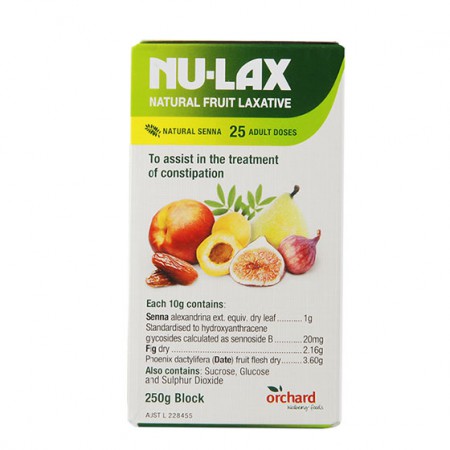 NU-LAX
NATURAL FRUIT LAXATIVE
NATURAL SENNA 25 ADULT DOSES
To assist in the treatment
of constipation
Each 10g contains:
Senna alexandrina ext. equiv. dry leaf ........... 1g
Standardised to hydroxyanthracene
glycosides calculated as sennoside B ........... 20mg
Fig dry ........... 2.16g
Phoenix dactylifera (Date) fruit flesh dry ..... 3.60g
Also contains: Sucrose, Glucose
and Sulphur Dioxide
250g Block
AUST L 228455
orchard